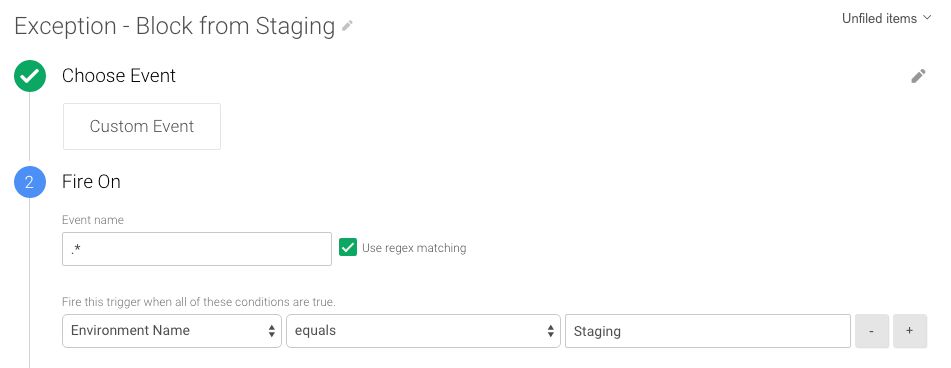 Exception - Block from Staging
Unfiled items
Choose Event
Custom Event
2
Fire On
Event name
.*
Use regex matching
Fire this trigger when all of these conditions are true.
Environment Name equals Staging - +